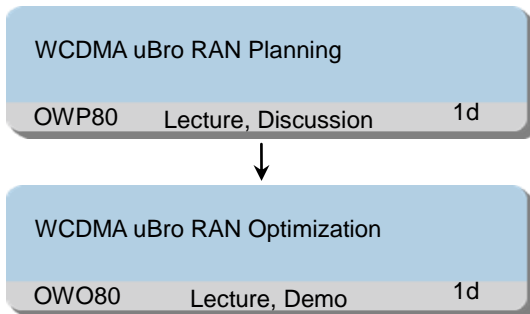 WCDMA uBro RAN Planning
OWP80 Lecture, Discussion 1d
WCDMA uBro RAN Optimization
OWO80 Lecture, Demo 1d